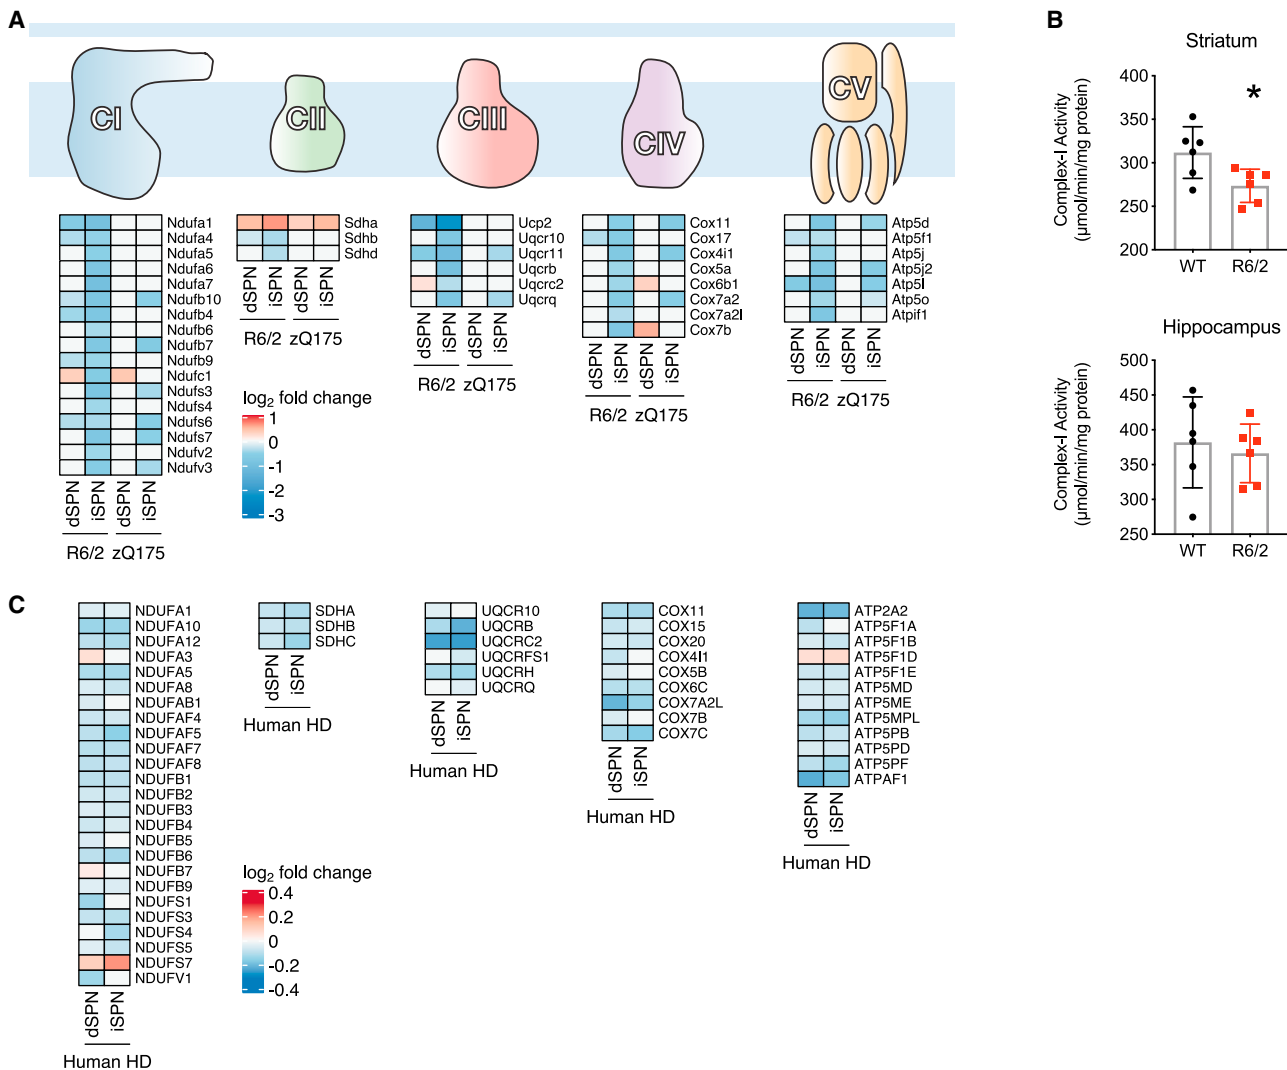 A
CI
CII
CIII
CIV
CV
Ndufa1
Ndufa4
Ndufa5
Ndufa6
Ndufa7
Ndufb10
Ndufb4
Ndufb6
Ndufb7
Ndufb9
Ndufc1
Ndufs3
Ndufs4
Ndufs6
Ndufs7
Ndufv2
Ndufv3
dSPN iSPN dSPN iSPN
R6/2 zQ175
Sdha
Sdhb
Sdhd
dSPN iSPN dSPN iSPN
R6/2 zQ175
log2 fold change
1
0
-1
-2
-3
Ucp2
Uqcr10
Uqcr11
Uqcrb
Uqcrc2
Uqcrq
dSPN iSPN dSPN iSPN
R6/2 zQ175
Cox11
Cox17
Cox4i1
Cox5a
Cox6b1
Cox7a2
Cox7a2l
Cox7b
dSPN iSPN dSPN iSPN
R6/2 zQ175
Atp5d
Atp5f1
Atp5j
Atp5j2
Atp5l
Atp5o
Atpif1
dSPN iSPN dSPN iSPN
R6/2 zQ175
B
Striatum
Complex-I Activity
(μmol/min/mg protein)
400
350
300
250
200
*
WT R6/2
Hippocampus
Complex-I Activity
(μmol/min/mg protein)
500
450
400
350
300
250
WT R6/2
C
NDUFA1
NDUFA10
NDUFA12
NDUFA3
NDUFA5
NDUFA8
NDUFAB1
NDUFAF4
NDUFAF5
NDUFAF7
NDUFAF8
NDUFB1
NDUFB2
NDUFB3
NDUFB4
NDUFB5
NDUFB6
NDUFB7
NDUFB9
NDUFS1
NDUFS3
NDUFS4
NDUFS5
NDUFS7
NDUFV1
dSPN iSPN
Human HD
SDHA
SDHB
SDHC
dSPN iSPN
Human HD
log2 fold change
0.4
0.2
0
-0.2
-0.4
UQCR10
UQCRB
UQCRC2
UQCRFS1
UQCRH
UQCRQ
dSPN iSPN
Human HD
COX11
COX15
COX20
COX4I1
COX5B
COX6C
COX7A2L
COX7B
COX7C
dSPN iSPN
Human HD
ATP2A2
ATP5F1A
ATP5F1B
ATP5F1D
ATP5F1E
ATP5MD
ATP5ME
ATP5MPL
ATP5PB
ATP5PD
ATP5PF
ATPAF1
dSPN iSPN
Human HD